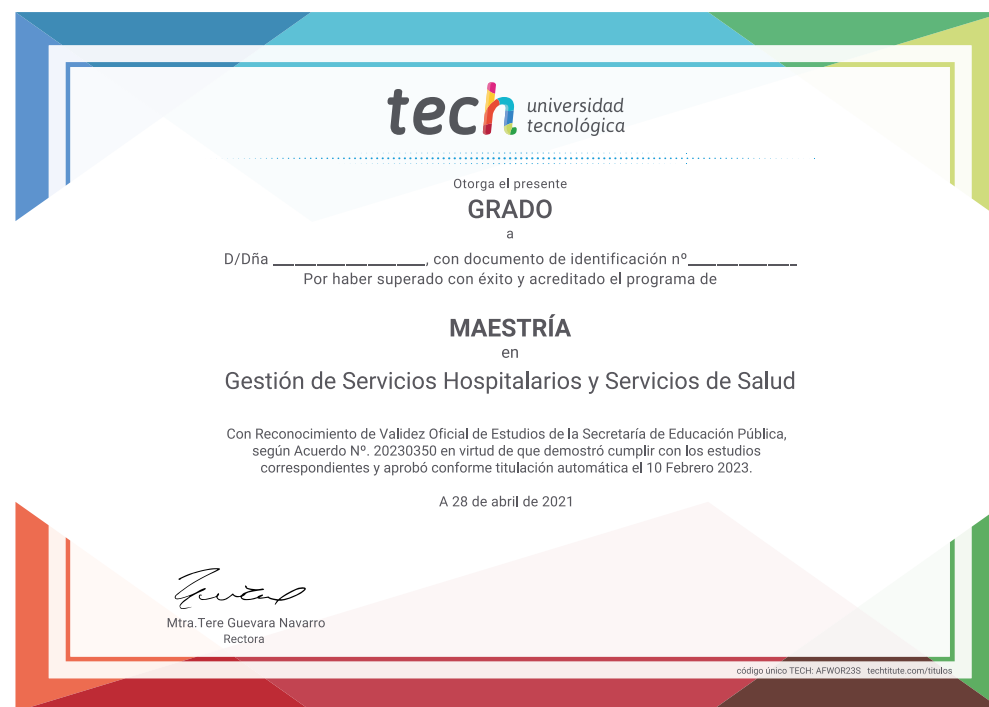 tech universidad
tecnológica
Otorga el presente
GRADO
a
D/Dña __________________, con documento de identificación nº_____________
Por haber superado con éxito y acreditado el programa de
MAESTRÍA
en
Gestión de Servicios Hospitalarios y Servicios de Salud
Con Reconocimiento de Validez Oficial de Estudios de la Secretaría de Educación Pública,
según Acuerdo Nº. 20230350 en virtud de que demostró cumplir con los estudios
correspondientes y aprobó conforme titulación automática el 10 Febrero 2023.
A 28 de abril de 2021
Mtra.Tere Guevara Navarro
Rectora
código único TECH: AFWOR23S techtitute.com/titulos